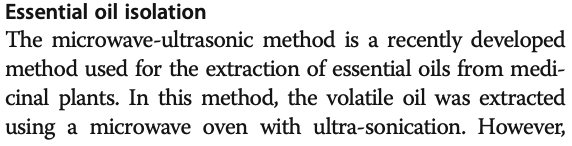 Essential oil isolation
The microwave-ultrasonic method is a recently developed
method used for the extraction of essential oils from medi-
cinal plants. In this method, the volatile oil was extracted
using a microwave oven with ultra-sonication. However,